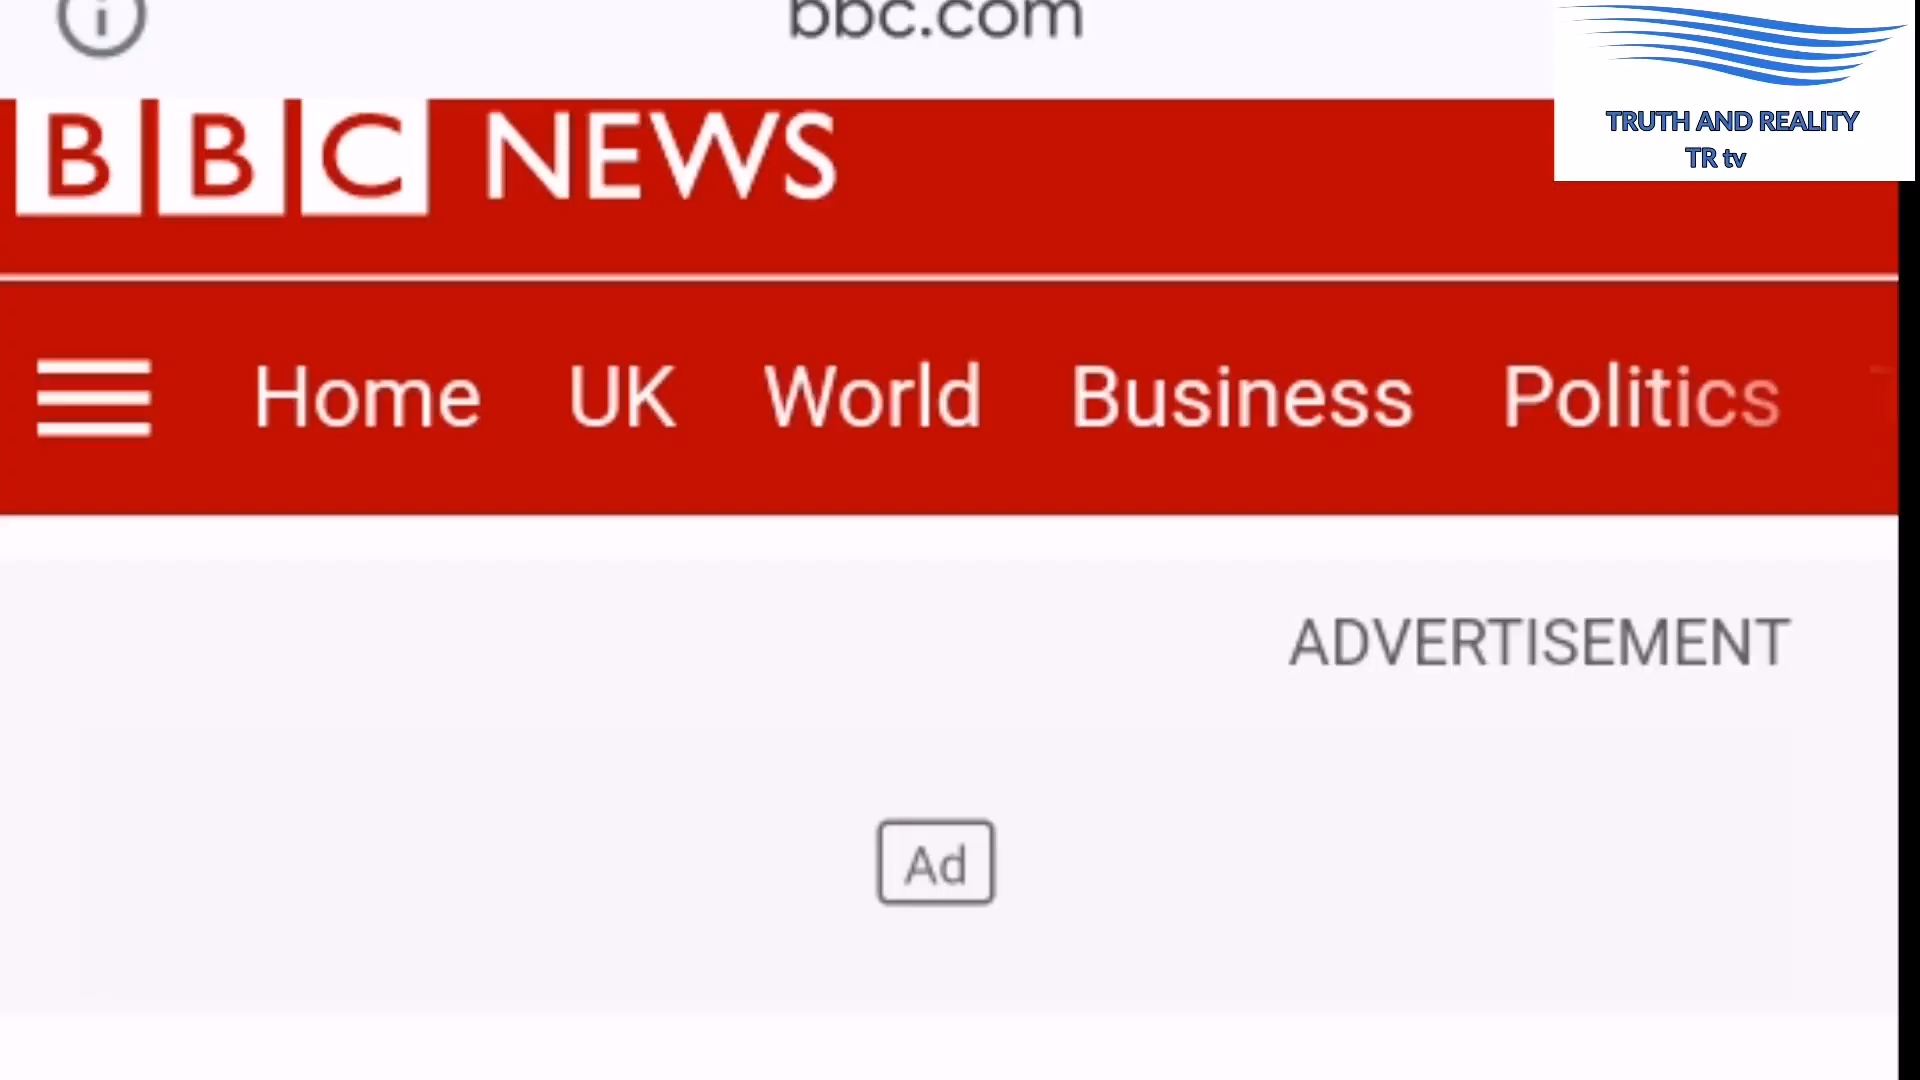 bbc.com
TRUTH AND REALITY
TR tv
BBC NEWS
Home UK World Business Politics
ADVERTISEMENT
Ad